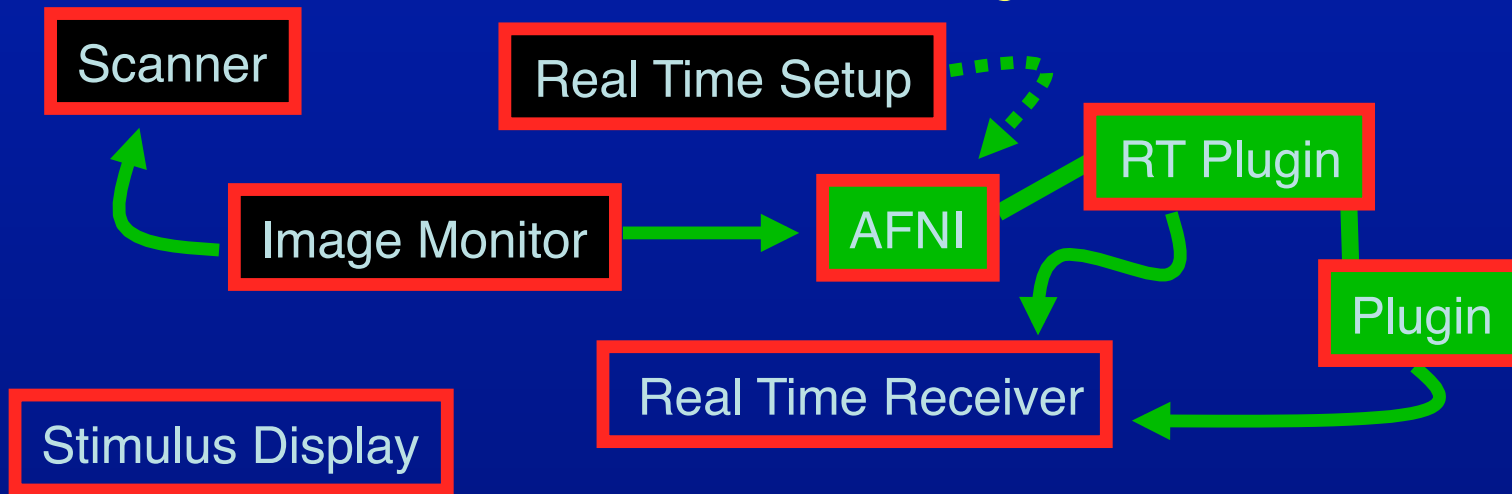 Scanner
Real Time Setup
RT Plugin
Image Monitor
AFNI
Plugin
Real Time Receiver
Stimulus Display